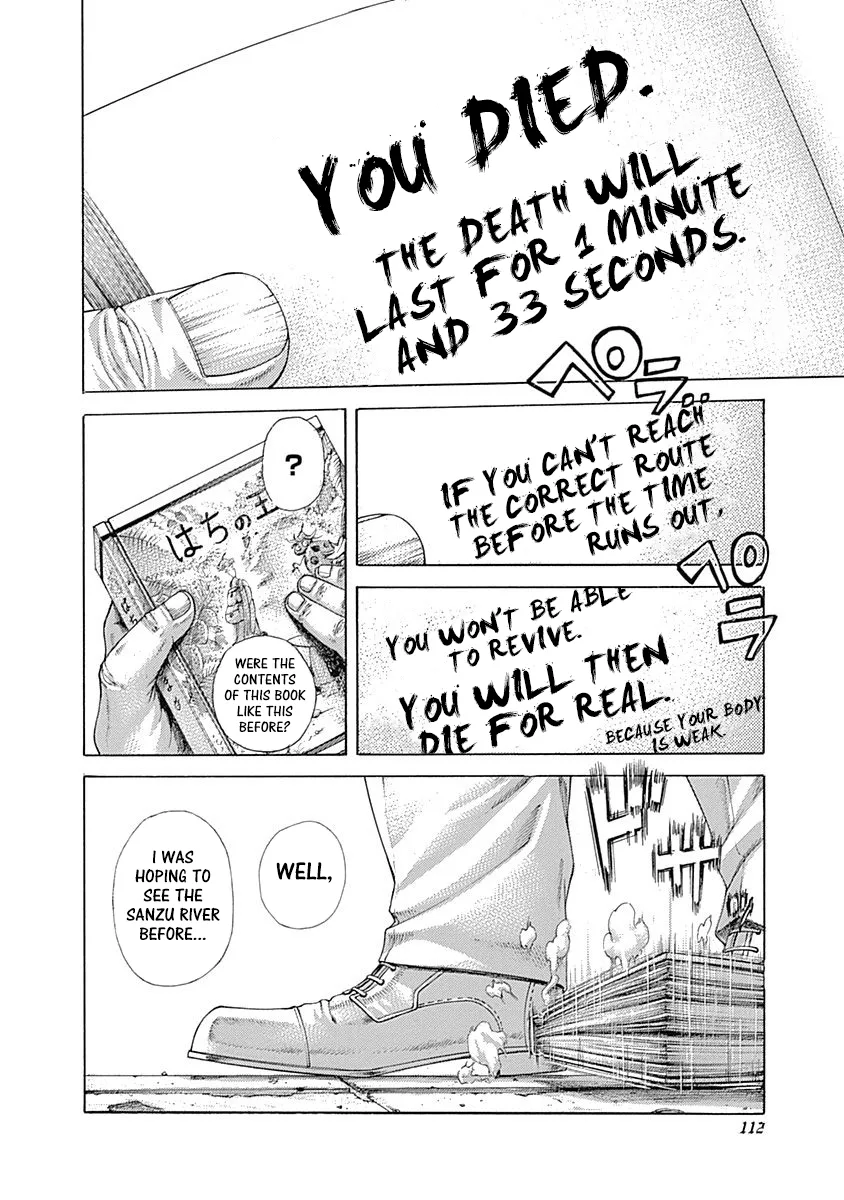 YOU DIED.
THE DEATH WILL
LAST FOR 1 MINUTE
AND 33 SECONDS.
ペラ
IF YOU CAN'T REACH
THE CORRECT ROUTE
BEFORE THE TIME
RUNS OUT,
?
はちの王
WERE THE
CONTENTS
OF THIS BOOK
LIKE THIS
BEFORE?
ペラ
YOU WON'T BE ABLE
TO REVIVE.
YOU WILL THEN
DIE FOR REAL.
BECAUSE YOUR BODY
IS WEAK.
WELL,
I WAS
HOPING TO
SEE THE
SANZU RIVER
BEFORE...
112